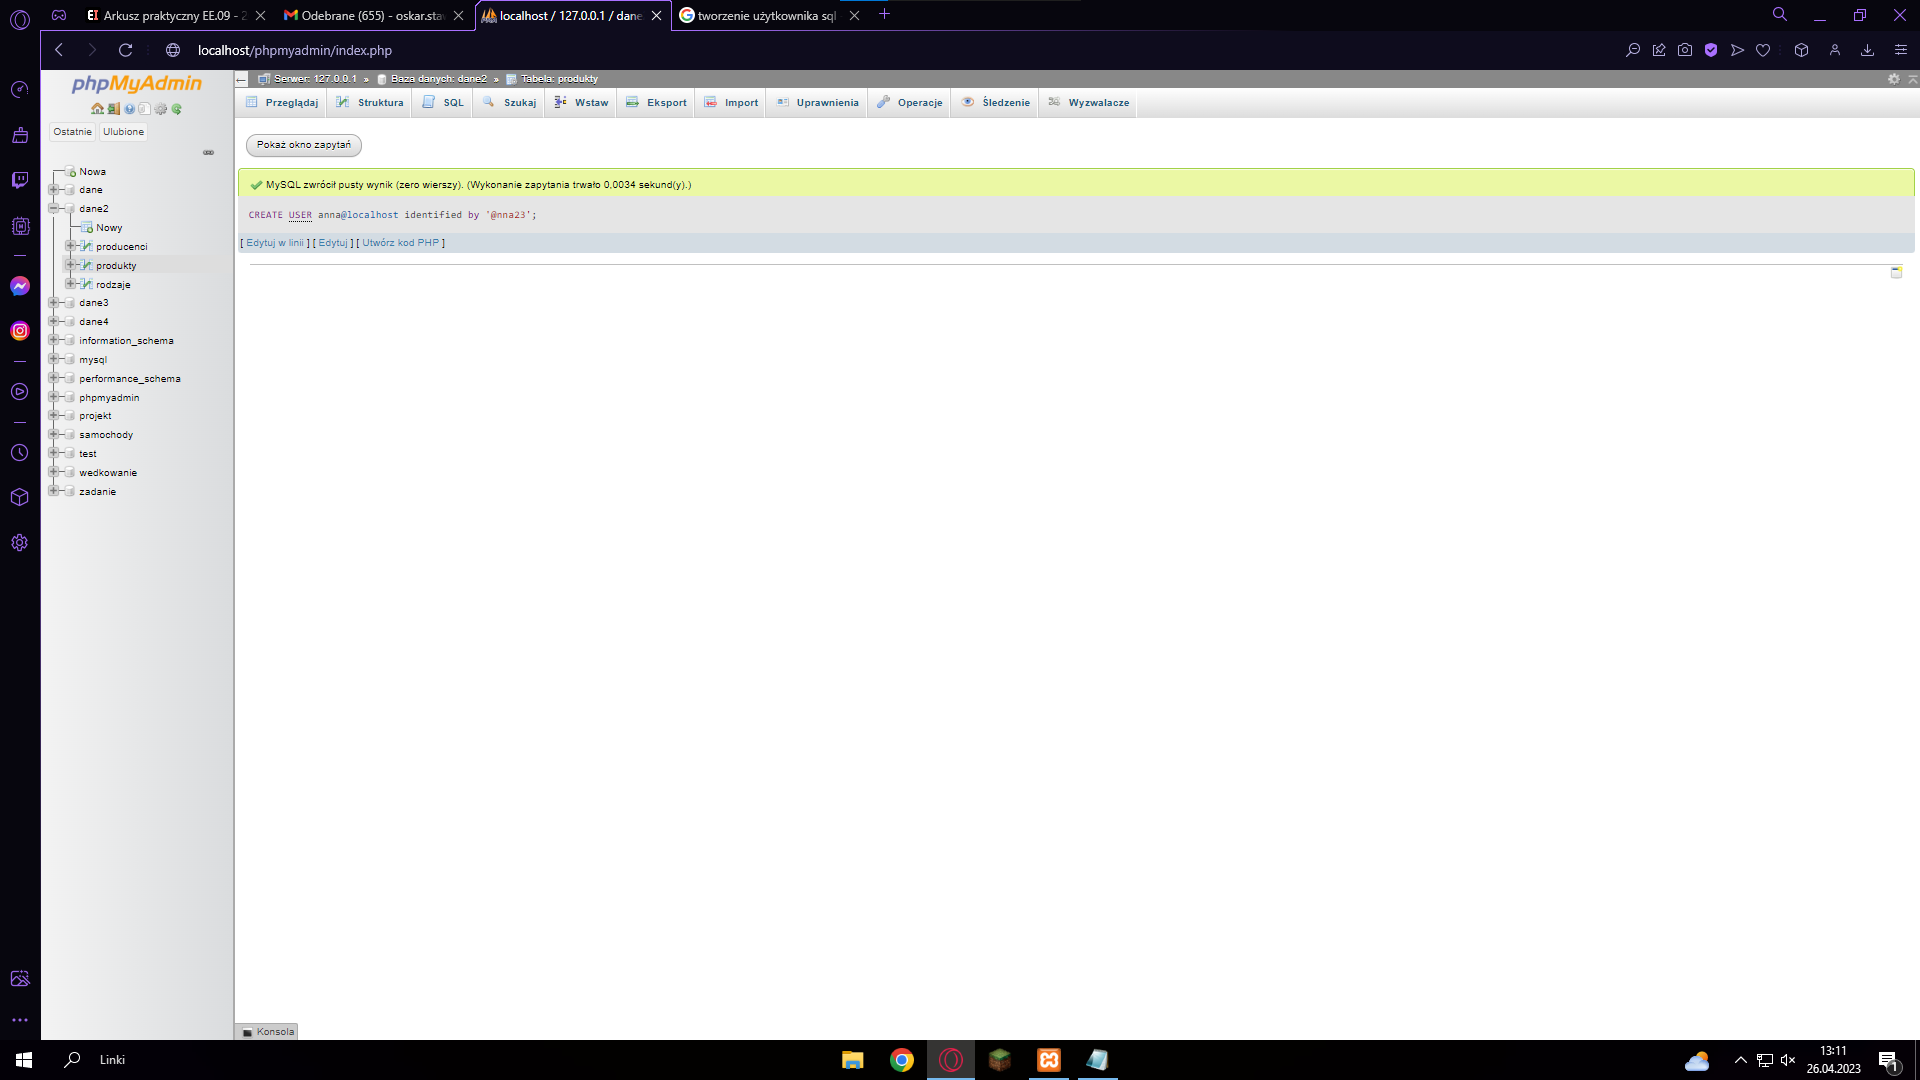 Arkusz praktyczny EE.09 - 2
Odebrane (655) - oskar.sta
localhost / 127.0.0.1 / dane
tworzenie użytkownika sql
localhost/phpmyadmin/index.php
phpMyAdmin
Ostatnie Ulubione
Nowa
dane
dane2
Nowy
producenci
produkty
rodzaje
dane3
dane4
information_schema
mysql
performance_schema
phpmyadmin
projekt
samochody
test
wedkowanie
zadanie
Serwer: 127.0.0.1 » Baza danych: dane2 » Tabela: produkty
Przeglądaj Struktura SQL Szukaj Wstaw Eksport Import Uprawnienia Operacje Śledzenie Wyzwalacze
Pokaż okno zapytań
MySQL zwrócił pusty wynik (zero wierszy). (Wykonanie zapytania trwało 0,0034 sekund(y).)
CREATE USER anna@localhost identified by '@nna23';
[ Edytuj w linii ] [ Edytuj ] [ Utwórz kod PHP ]
Konsola
Linki
13:11
26.04.2023
1